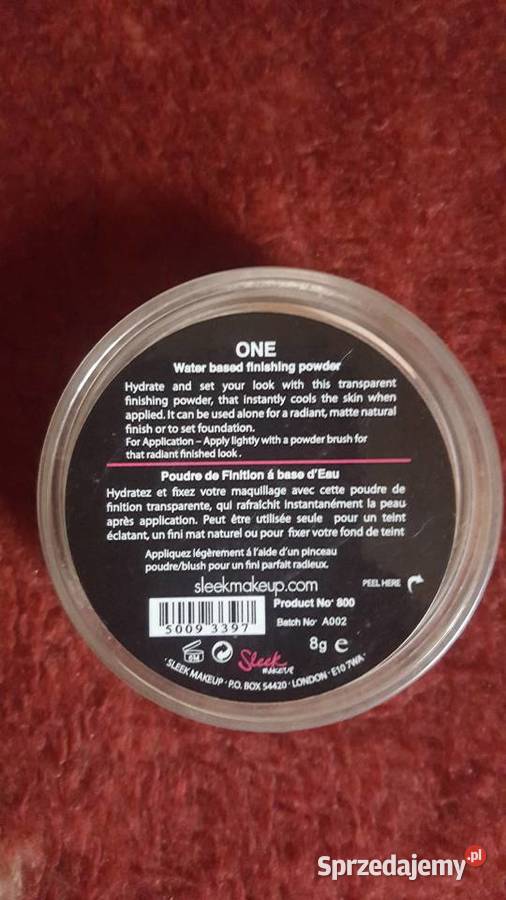 ONE
Water based finishing powder
Hydrate and set your look with this transparent
finishing powder, that instantly cools the skin when
applied. It can be used alone for a radiant, matte natural
finish or to set foundation.
For Application – Apply lightly with a powder brush for
that radiant finished look .
Poudre de Finition á base d'Eau
Hydratez et fixez votre maquillage avec cette poudre de
finition transparente, qui rafraîchit instantanément la peau
après application. Peut être utilisée seule pour un teint
éclatant, un fini mat naturel ou pour fixer votre fond de teint
Appliquez légèrement á l'aide d'un pinceau
poudre/blush pour un fini parfait radieux.
sleekmakeup.com
PEEL HERE
Product No· 800
5009 3397
Batch No· A002
8g e
6M
Sleek
MAKEUP
· SLEEK MAKEUP · P.O. BOX 54420 · LONDON · E10 7WA ·
Sprzedajemy.pl